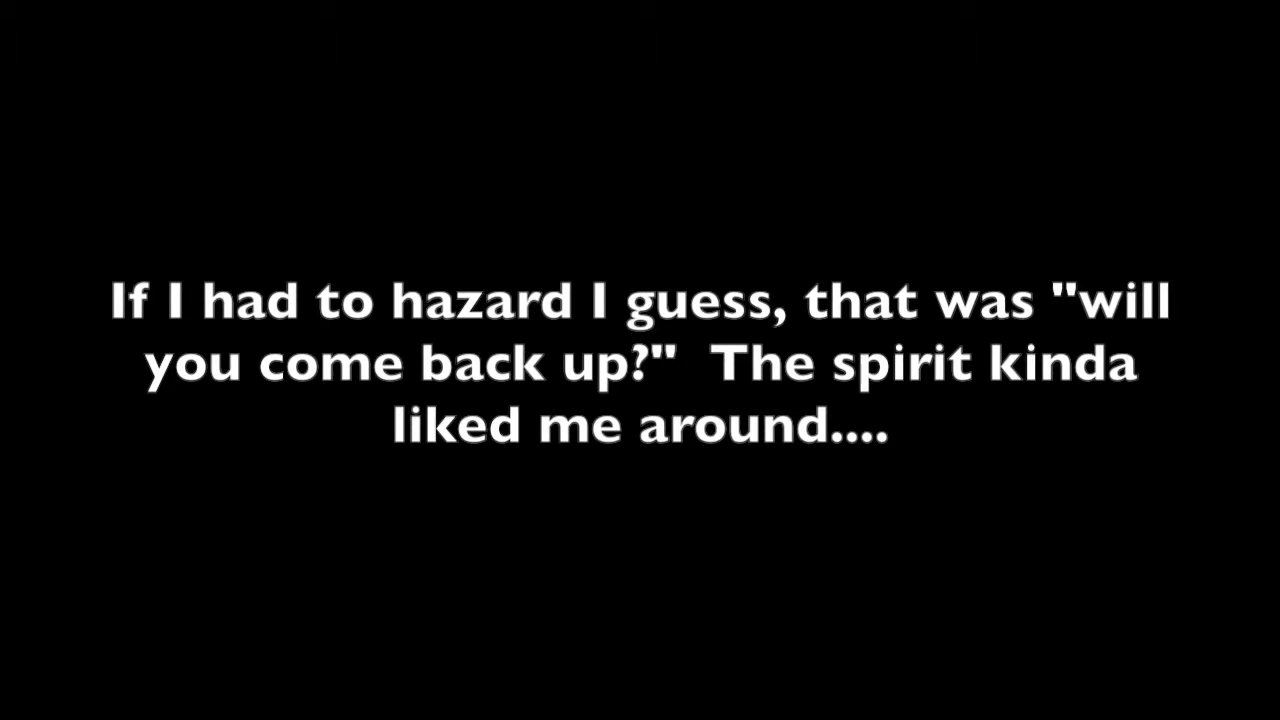 If I had to hazard I guess, that was "will
you come back up?"  The spirit kinda
liked me around....